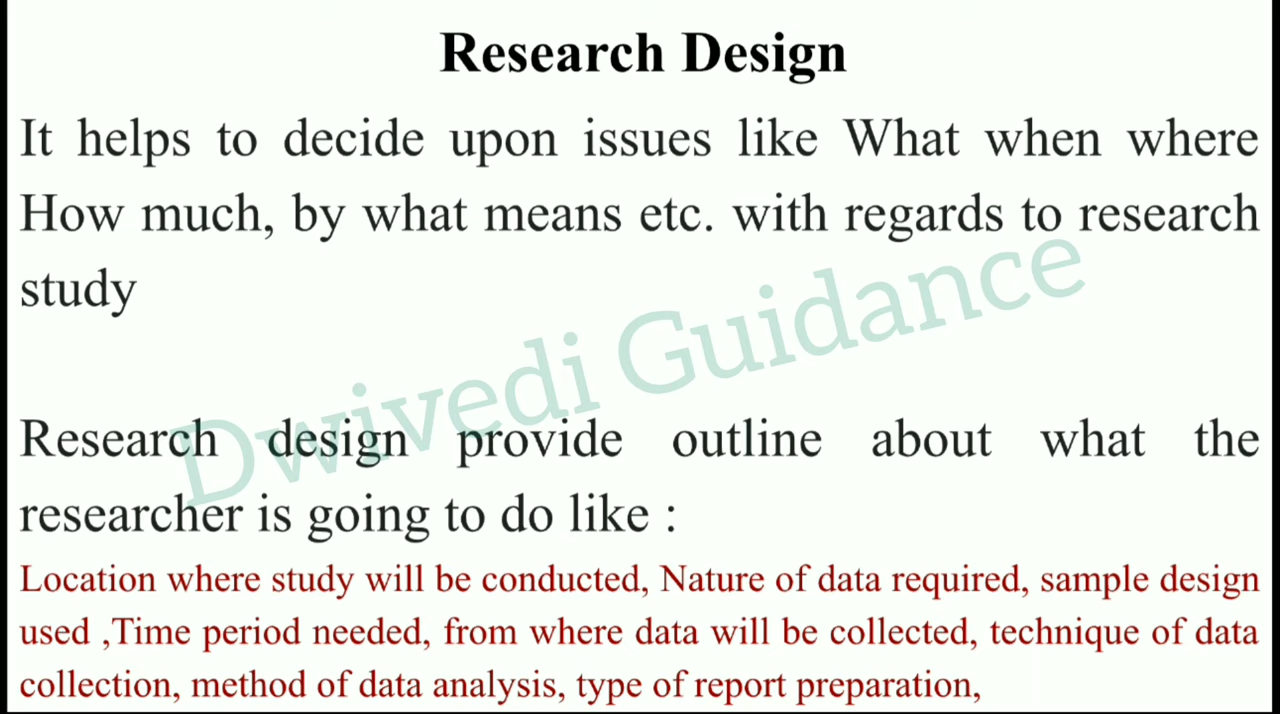 Research Design
It helps to decide upon issues like What when where
How much, by what means etc. with regards to research
study
Dwivedi Guidance
Research design provide outline about what the
researcher is going to do like :
Location where study will be conducted, Nature of data required, sample design
used ,Time period needed, from where data will be collected, technique of data
collection, method of data analysis, type of report preparation,